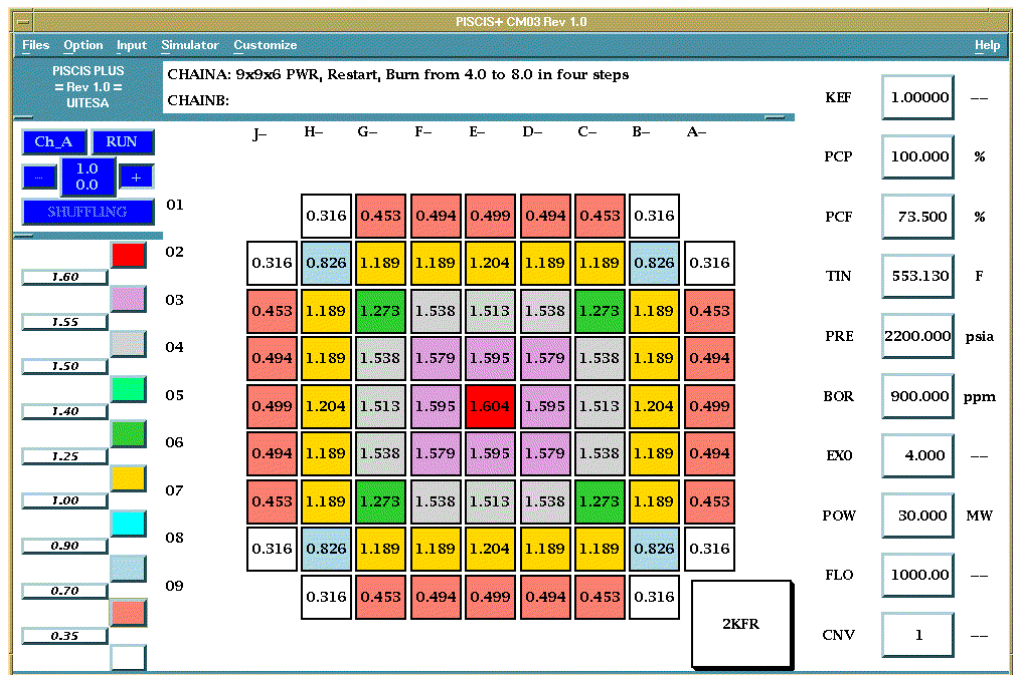 PISCIS+ CM03 Rev 1.0
Files Option Input Simulator Customize Help
PISCIS PLUS
= Rev 1.0 =
UITESA
CHAINA: 9x9x6 PWR, Restart, Burn from 4.0 to 8.0 in four steps
CHAINB:
Ch_A RUN
... 1.0 +
0.0
SHUFFLING
1.60
1.55
1.50
1.40
1.25
1.00
0.90
0.70
0.35
J– H– G– F– E– D– C– B– A–
01 0.316 0.453 0.494 0.499 0.494 0.453 0.316
02 0.316 0.826 1.189 1.189 1.204 1.189 1.189 0.826 0.316
03 0.453 1.189 1.273 1.538 1.513 1.538 1.273 1.189 0.453
04 0.494 1.189 1.538 1.579 1.595 1.579 1.538 1.189 0.494
05 0.499 1.204 1.513 1.595 1.604 1.595 1.513 1.204 0.499
06 0.494 1.189 1.538 1.579 1.595 1.579 1.538 1.189 0.494
07 0.453 1.189 1.273 1.538 1.513 1.538 1.273 1.189 0.453
08 0.316 0.826 1.189 1.189 1.204 1.189 1.189 0.826 0.316
09 0.316 0.453 0.494 0.499 0.494 0.453 0.316
2KFR
KEF 1.00000 --
PCP 100.000 %
PCF 73.500 %
TIN 553.130 F
PRE 2200.000 psia
BOR 900.000 ppm
EX0 4.000 --
POW 30.000 MW
FLO 1000.00 --
CNV 1 --